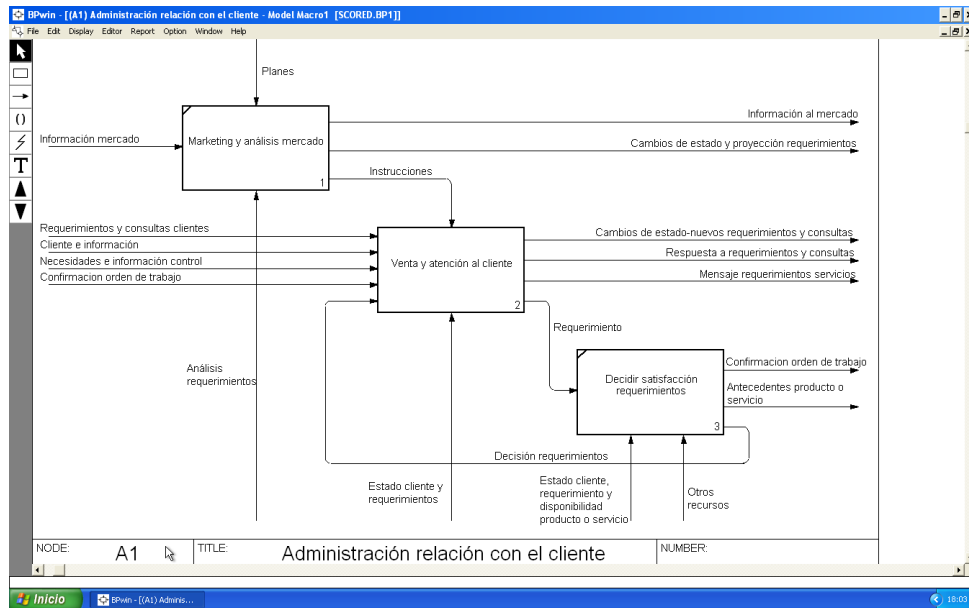 BPwin - [(A1) Administración relación con el cliente - Model Macro1 [SCORED.BP1]]
File Edit Display Editor Report Option Window Help
T
Planes
Información al mercado
Información mercado
Marketing y análisis mercado
Cambios de estado y proyección requerimientos
1
Instrucciones
Requerimientos y consultas clientes
Cliente e información
Necesidades e información control
Confirmacion orden de trabajo
Venta y atención al cliente
2
Cambios de estado-nuevos requerimientos y consultas
Respuesta a requerimientos y consultas
Mensaje requerimientos servicios
Requerimiento
Análisis
requerimientos
Decidir satisfacción
requerimientos
3
Confirmacion orden de trabajo
Antecedentes producto o
servicio
Decisión requerimientos
Estado cliente y
requerimientos
Estado cliente,
requerimiento y
disponibilidad
producto o servicio
Otros
recursos
NODE: A1
TITLE: Administración relación con el cliente
NUMBER:
Inicio
BPwin - [(A1) Adminis...
18:03